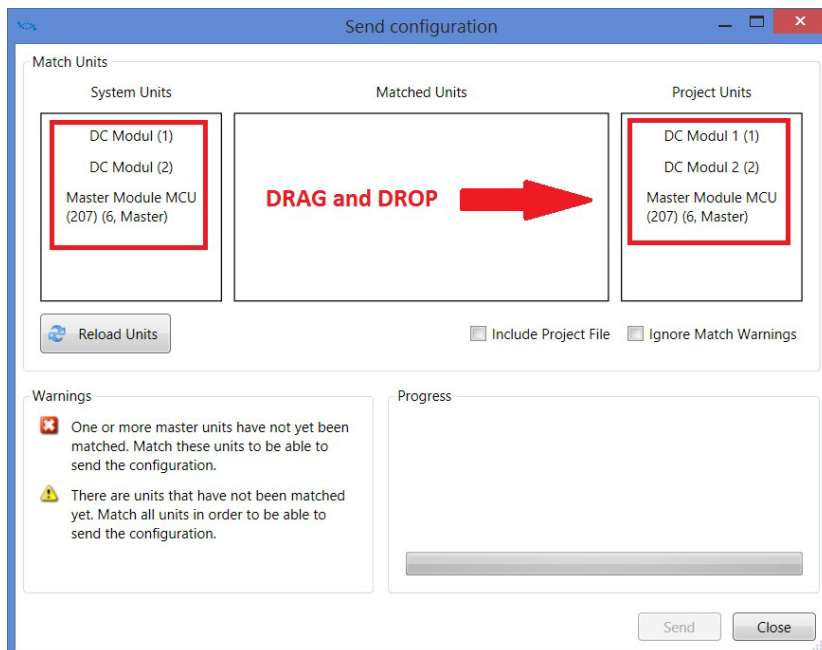 Send configuration
Match Units
System Units
Matched Units
Project Units
DC Modul (1)
DC Modul (2)
Master Module MCU
(207) (6, Master)
DRAG and DROP
DC Modul 1 (1)
DC Modul 2 (2)
Master Module MCU
(207) (6, Master)
Reload Units
Include Project File
Ignore Match Warnings
Warnings
One or more master units have not yet been
matched. Match these units to be able to
send the configuration.
There are units that have not been matched
yet. Match all units in order to be able to
send the configuration.
Progress
Send
Close